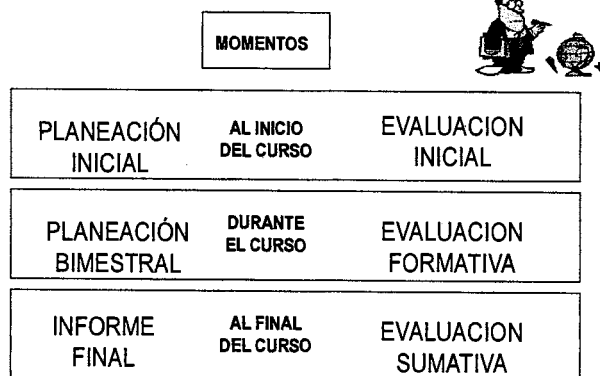 MOMENTOS
PLANEACIÓN
INICIAL
AL INICIO
DEL CURSO
EVALUACION
INICIAL
PLANEACIÓN
BIMESTRAL
DURANTE
EL CURSO
EVALUACION
FORMATIVA
INFORME
FINAL
AL FINAL
DEL CURSO
EVALUACION
SUMATIVA